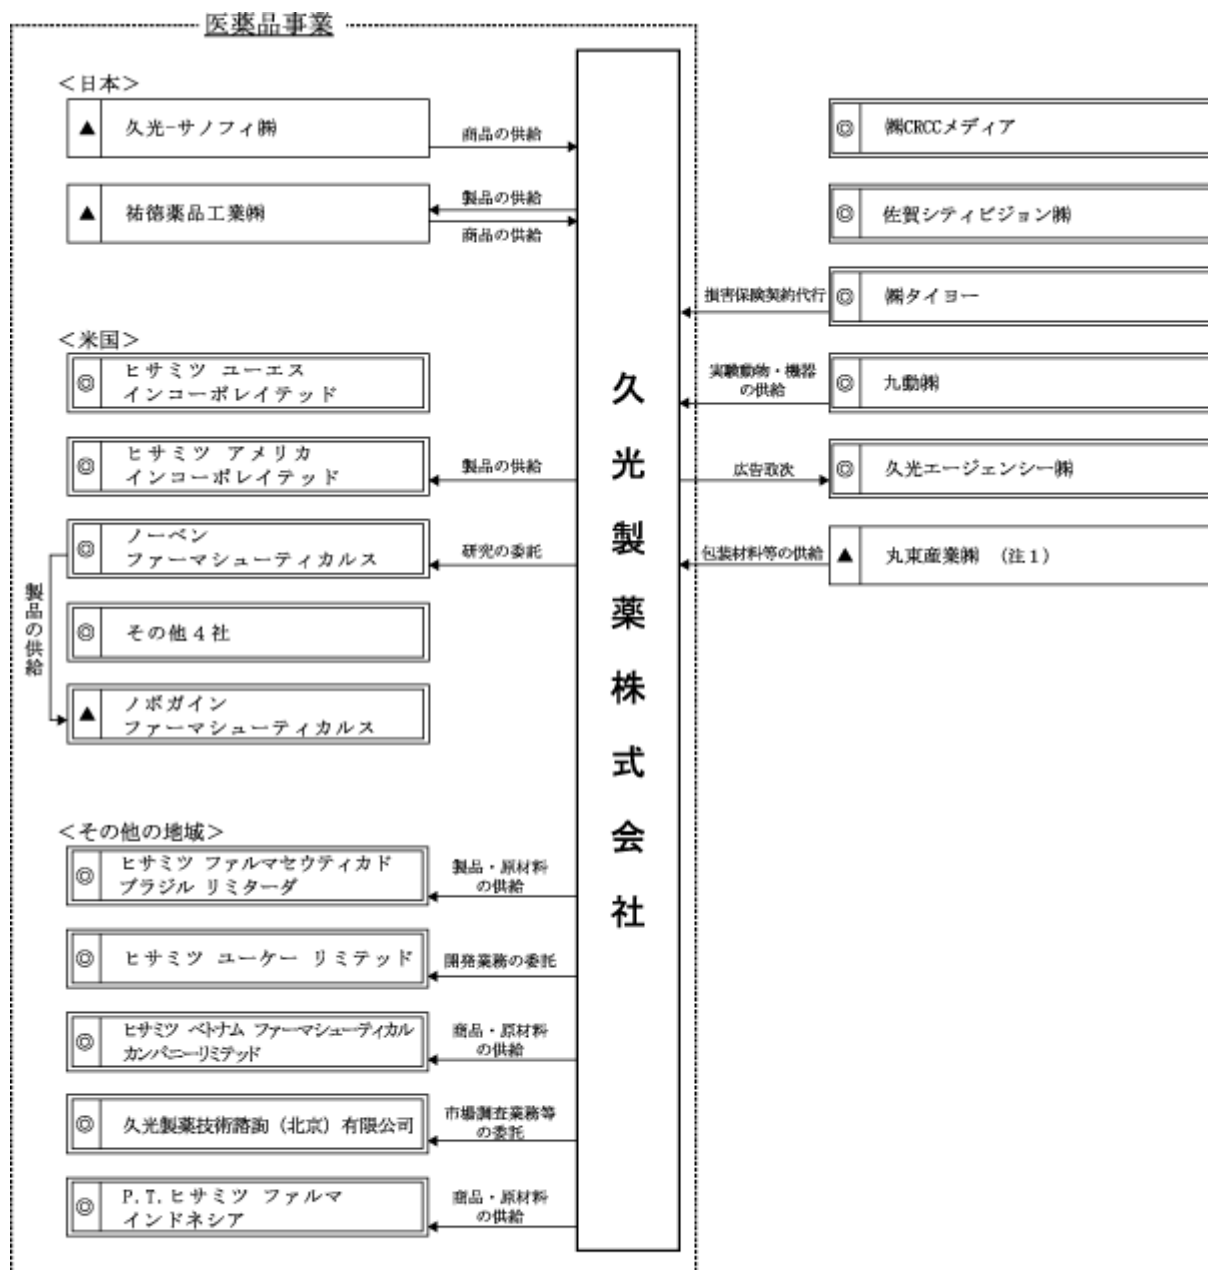 医薬品事業
＜日本＞
▲ 久光-サノフィ㈱
商品の供給
▲ 祐徳薬品工業㈱
製品の供給
商品の供給
＜米国＞
◎ ヒサミツ ユーエス
インコーポレイテッド
◎ ヒサミツ アメリカ
インコーポレイテッド
製品の供給
◎ ノーベン
ファーマシューティカルス
研究の委託
製品の供給
◎ その他４社
▲ ノボガイン
ファーマシューティカルス
＜その他の地域＞
◎ ヒサミツ ファルマセウティカド
ブラジル リミターダ
製品・原材料
の供給
◎ ヒサミツ ユーケー リミテッド
開発業務の委託
◎ ヒサミツ ベトナム ファーマシューティカル
カンパニーリミテッド
商品・原材料
の供給
◎ 久光製薬技術諮詢（北京）有限公司
市場調査業務等
の委託
◎ P.T.ヒサミツ ファルマ
インドネシア
商品・原材料
の供給
久光製薬株式会社
◎ ㈱CRCCメディア
◎ 佐賀シティビジョン㈱
損害保険契約代行
◎ ㈱タイヨー
実験動物・機器
の供給
◎ 九動㈱
広告取次
◎ 久光エージェンシー㈱
包装材料等の供給
▲ 丸東産業㈱ （注１）